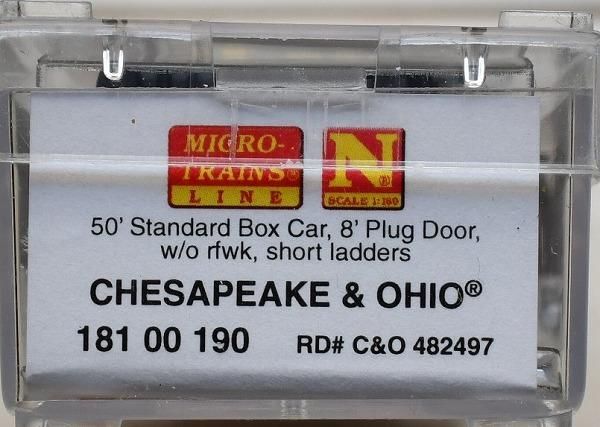 MICRO-
TRAINS®
LINE
N®
SCALE 1:160
50' Standard Box Car, 8' Plug Door,
w/o rfwk, short ladders
CHESAPEAKE & OHIO®
181 00 190 RD# C&O 482497